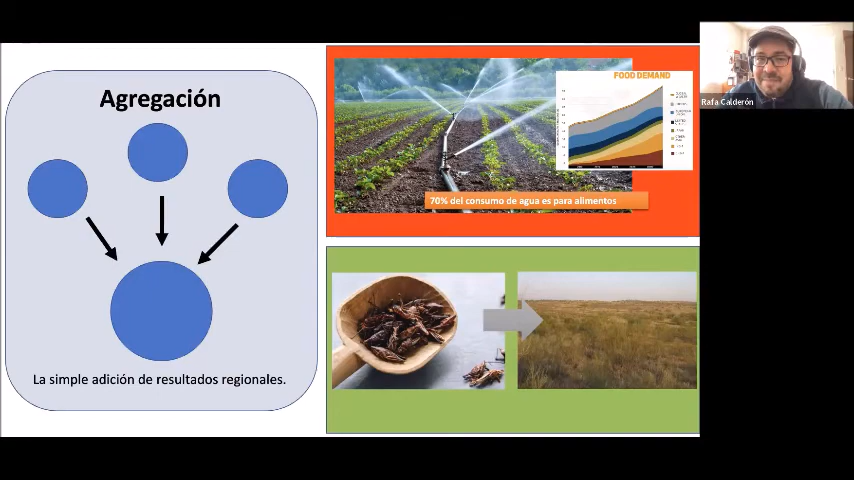 Agregación
La simple adición de resultados regionales.
FOOD DEMAND
70% del consumo de agua es para alimentos
Rafa Calderón